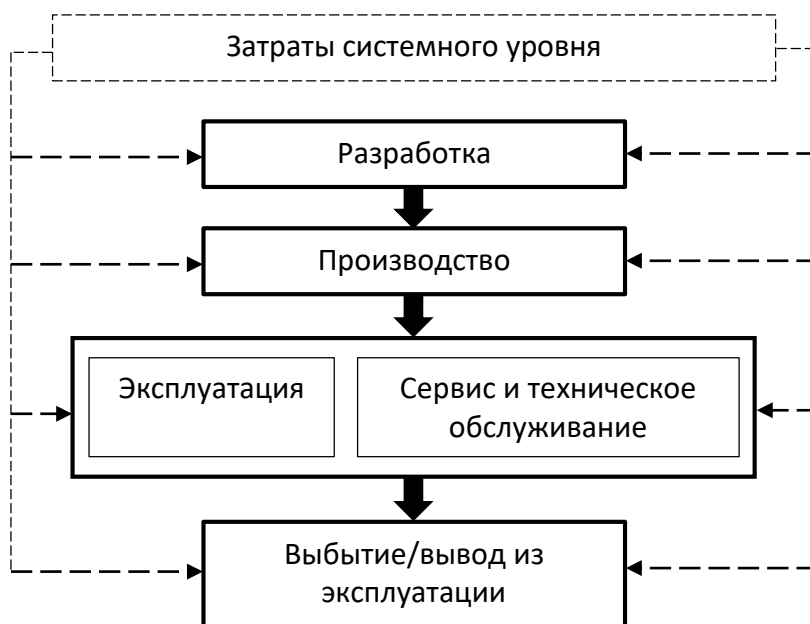 Затраты системного уровня
Разработка
Производство
Эксплуатация
Сервис и техническое
обслуживание
Выбытие/вывод из
эксплуатации